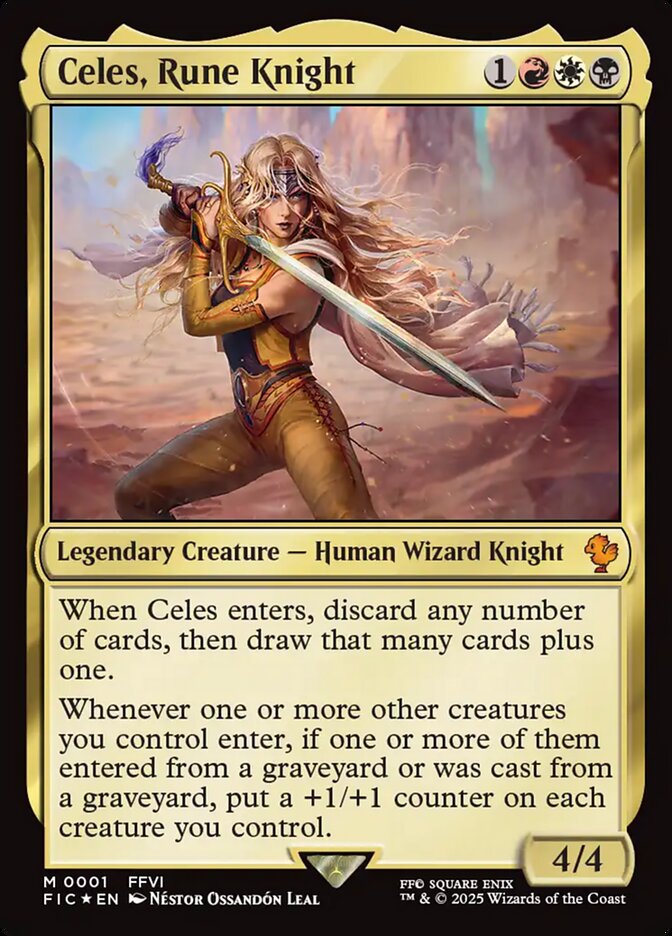 Celes, Rune Knight 1
Legendary Creature — Human Wizard Knight
When Celes enters, discard any number
of cards, then draw that many cards plus
one.
Whenever one or more other creatures
you control enter, if one or more of them
entered from a graveyard or was cast from
a graveyard, put a +1/+1 counter on each
creature you control.
4/4
M 0001 FFVI
FIC★EN Néstor Ossandón Leal
FF© SQUARE ENIX
™ & © 2025 Wizards of the Coast